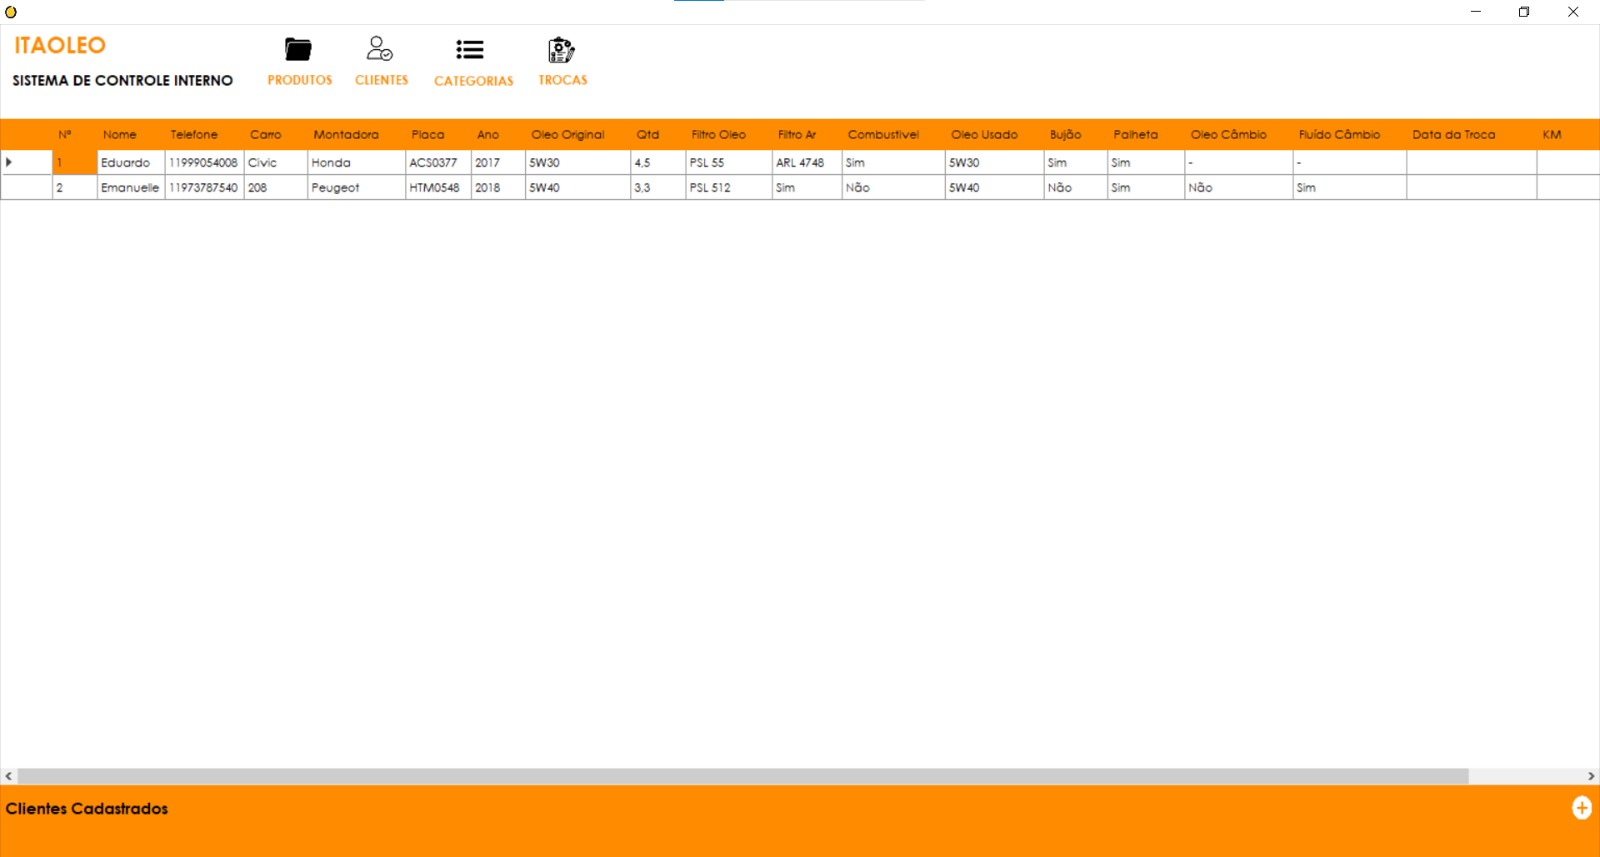 ITAOLEO
SISTEMA DE CONTROLE INTERNO
PRODUTOS CLIENTES CATEGORIAS TROCAS
Nº Nome Telefone Carro Montadora Placa Ano Oleo Original Qtd Filtro Oleo Filtro Ar Combustivel Oleo Usado Bujão Palheta Oleo Câmbio Fluído Câmbio Data da Troca KM
1 Eduardo 11999054008 Civic Honda ACS0377 2017 5W30 4,5 PSL 55 ARL 4748 Sim 5W30 Sim Sim - -
2 Emanuelle 11973787540 208 Peugeot HTM0548 2018 5W40 3,3 PSL 512 Sim Não 5W40 Não Sim Não Sim
Clientes Cadastrados